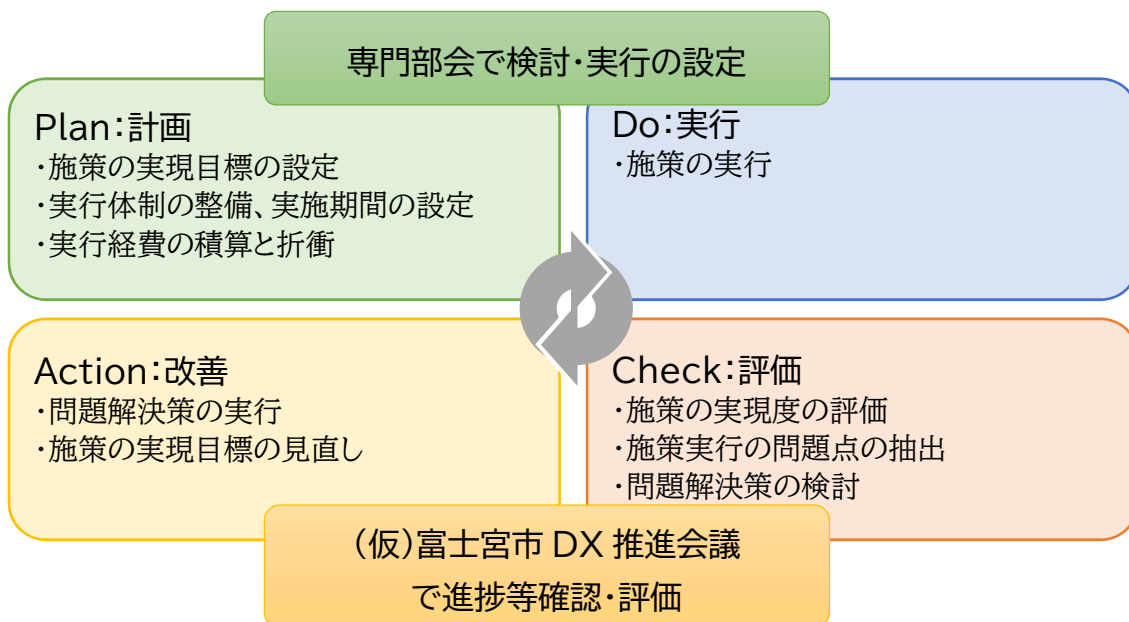 専門部会で検討・実行の設定
Plan：計画
・施策の実現目標の設定
・実行体制の整備、実施期間の設定
・実行経費の積算と折衝
Do：実行
・施策の実行
Action：改善
・問題解決策の実行
・施策の実現目標の見直し
Check：評価
・施策の実現度の評価
・施策実行の問題点の抽出
・問題解決策の検討
（仮）富士宮市 DX 推進会議
で進捗等確認・評価